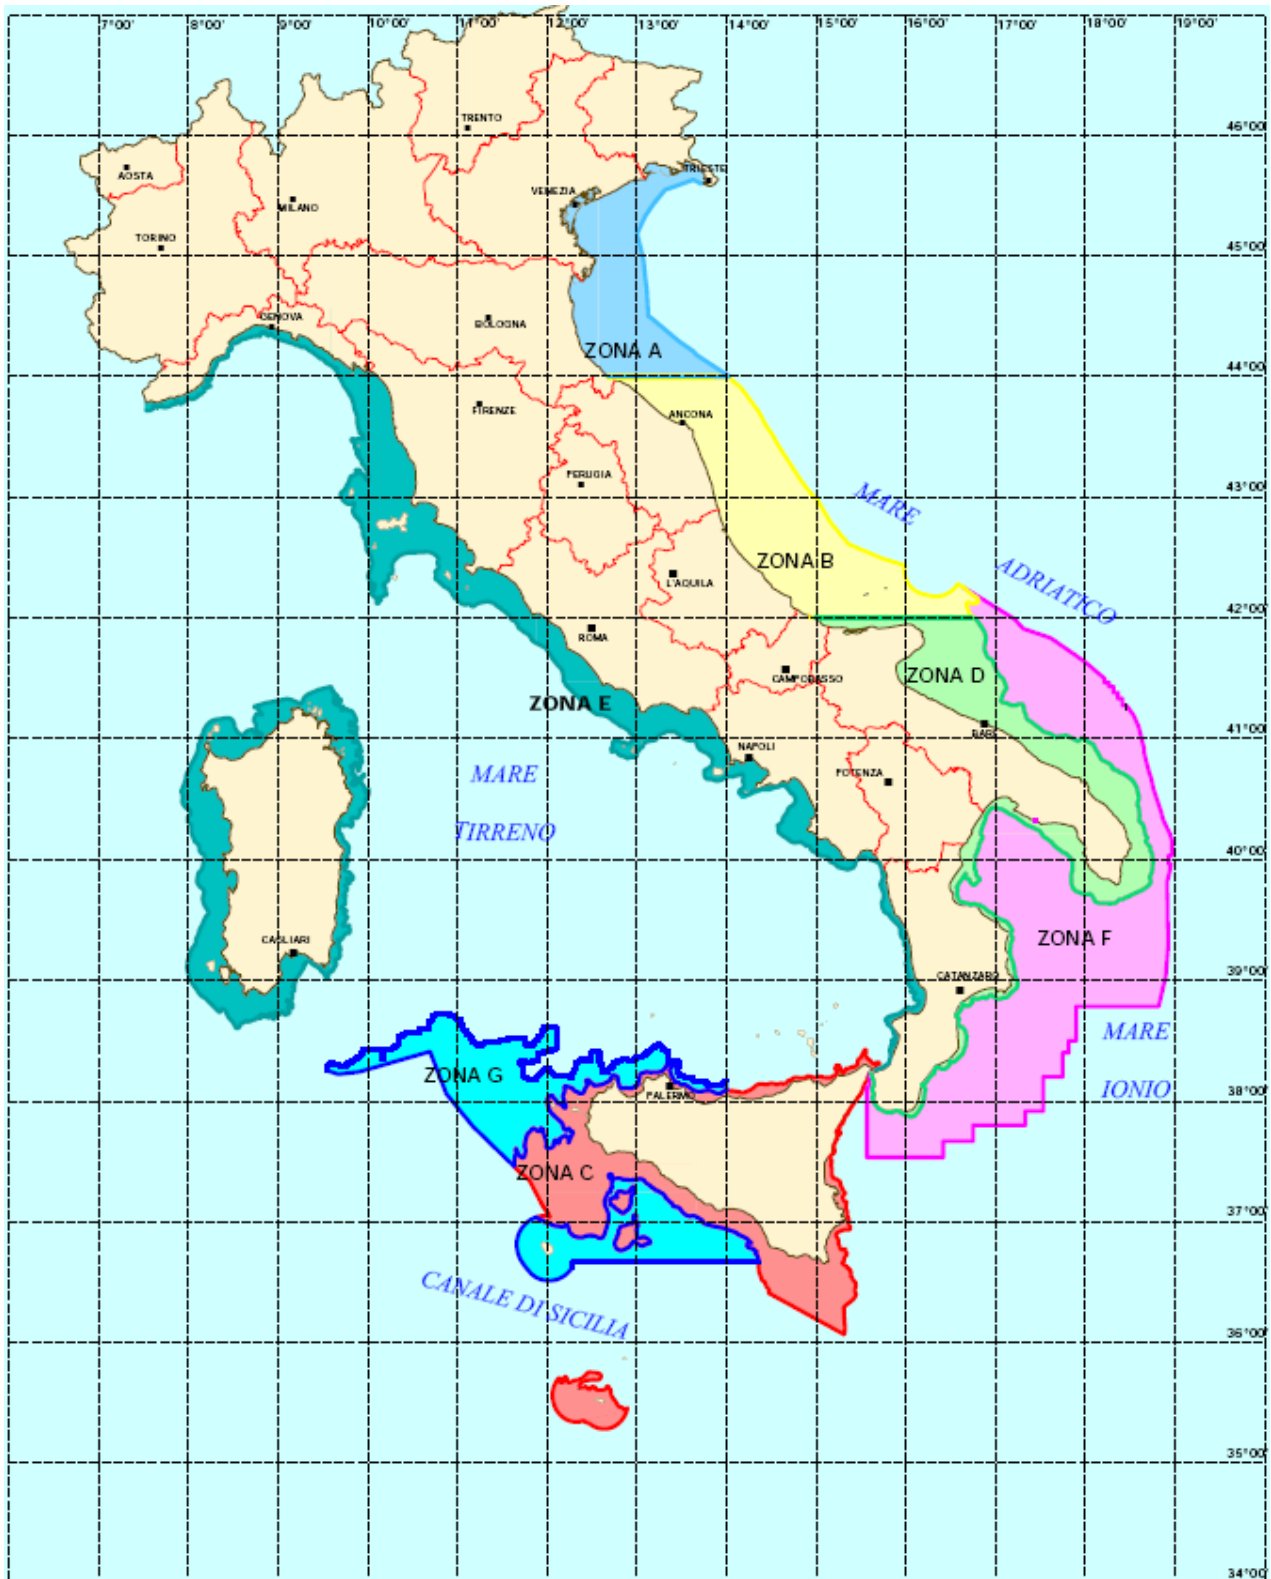 7°00' 8°00' 9°00' 10°00' 11°00' 12°00' 13°00' 14°00' 15°00' 16°00' 17°00' 18°00' 19°00'
TRENTO
46°00'
AOSTA
TRIESTE
VENEZIA
MILANO
TORINO
45°00'
GENOVA
BOLOGNA
ZONA A
44°00'
FIRENZE
ANCONA
PERUGIA
43°00'
MARE
ZONA B
ADRIATICO
L'AQUILA
42°00'
ROMA
CAMPOBASSO
ZONA D
ZONA E
BARI
41°00'
NAPOLI
MARE
POTENZA
TIRRENO
40°00'
CAGLIARI
ZONA F
CATANZARO
39°00'
MARE
ZONA G
IONIO
PALERMO
38°00'
ZONA C
37°00'
CANALE DI SICILIA
36°00'
35°00'
34°00'